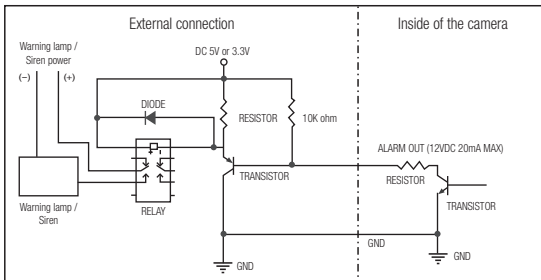 External connection
Inside of the camera
Warning lamp /
Siren power
(−) (+)
DC 5V or 3.3V
DIODE
RESISTOR
10K ohm
+ -
RELAY
TRANSISTOR
Warning lamp /
Siren
ALARM OUT (12VDC 20mA MAX)
RESISTOR
TRANSISTOR
GND
GND
GND